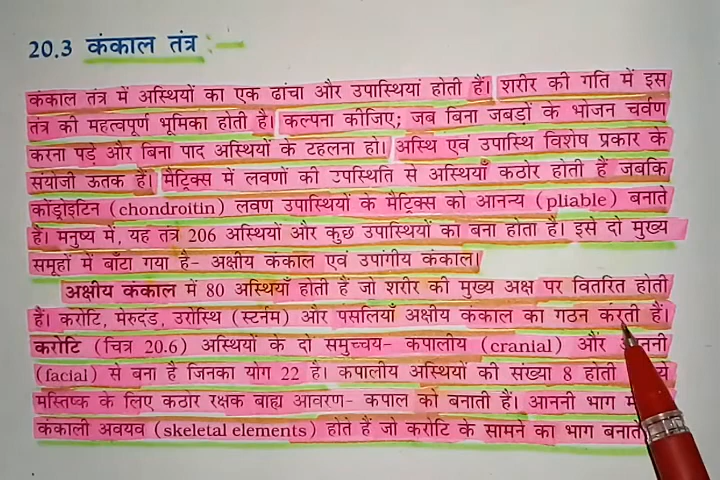 20.3 कंकाल तंत्र :-
कंकाल तंत्र में अस्थियों का एक ढांचा और उपास्थियां होती हैं। शरीर की गति में इस
तंत्र की महत्वपूर्ण भूमिका होती है। कल्पना कीजिए; जब बिना जबड़ों के भोजन चर्वण
करना पड़े और बिना पाद अस्थियों के टहलना हो। अस्थि एवं उपास्थि विशेष प्रकार के
संयोजी ऊतक हैं। मैट्रिक्स में लवणों की उपस्थिति से अस्थियाँ कठोर होती हैं जबकि
कोंड्रोइटिन (chondroitin) लवण उपास्थियों के मैट्रिक्स को आनन्य (pliable) बनाते
हैं। मनुष्य में, यह तंत्र 206 अस्थियों और कुछ उपास्थियों का बना होता है। इसे दो मुख्य
समूहों में बाँटा गया है- अक्षीय कंकाल एवं उपांगीय कंकाल।
अक्षीय कंकाल में 80 अस्थियाँ होती हैं जो शरीर की मुख्य अक्ष पर वितरित होती
हैं। करोटि, मेरुदंड, उरोस्थि (स्टर्नम) और पसलियाँ अक्षीय कंकाल का गठन करती हैं।
करोटि (चित्र 20.6) अस्थियों के दो समुच्चय- कपालीय (cranial) और
(facial) से बना है जिनका योग 22 है। कपालीय अस्थियों की संख्या 8 होती
मस्तिष्क के लिए कठोर रक्षक बाह्य आवरण- कपाल को बनाती हैं। आननी भाग
कंकाली अवयव (skeletal elements) होते हैं जो करोटि के सामने का भाग